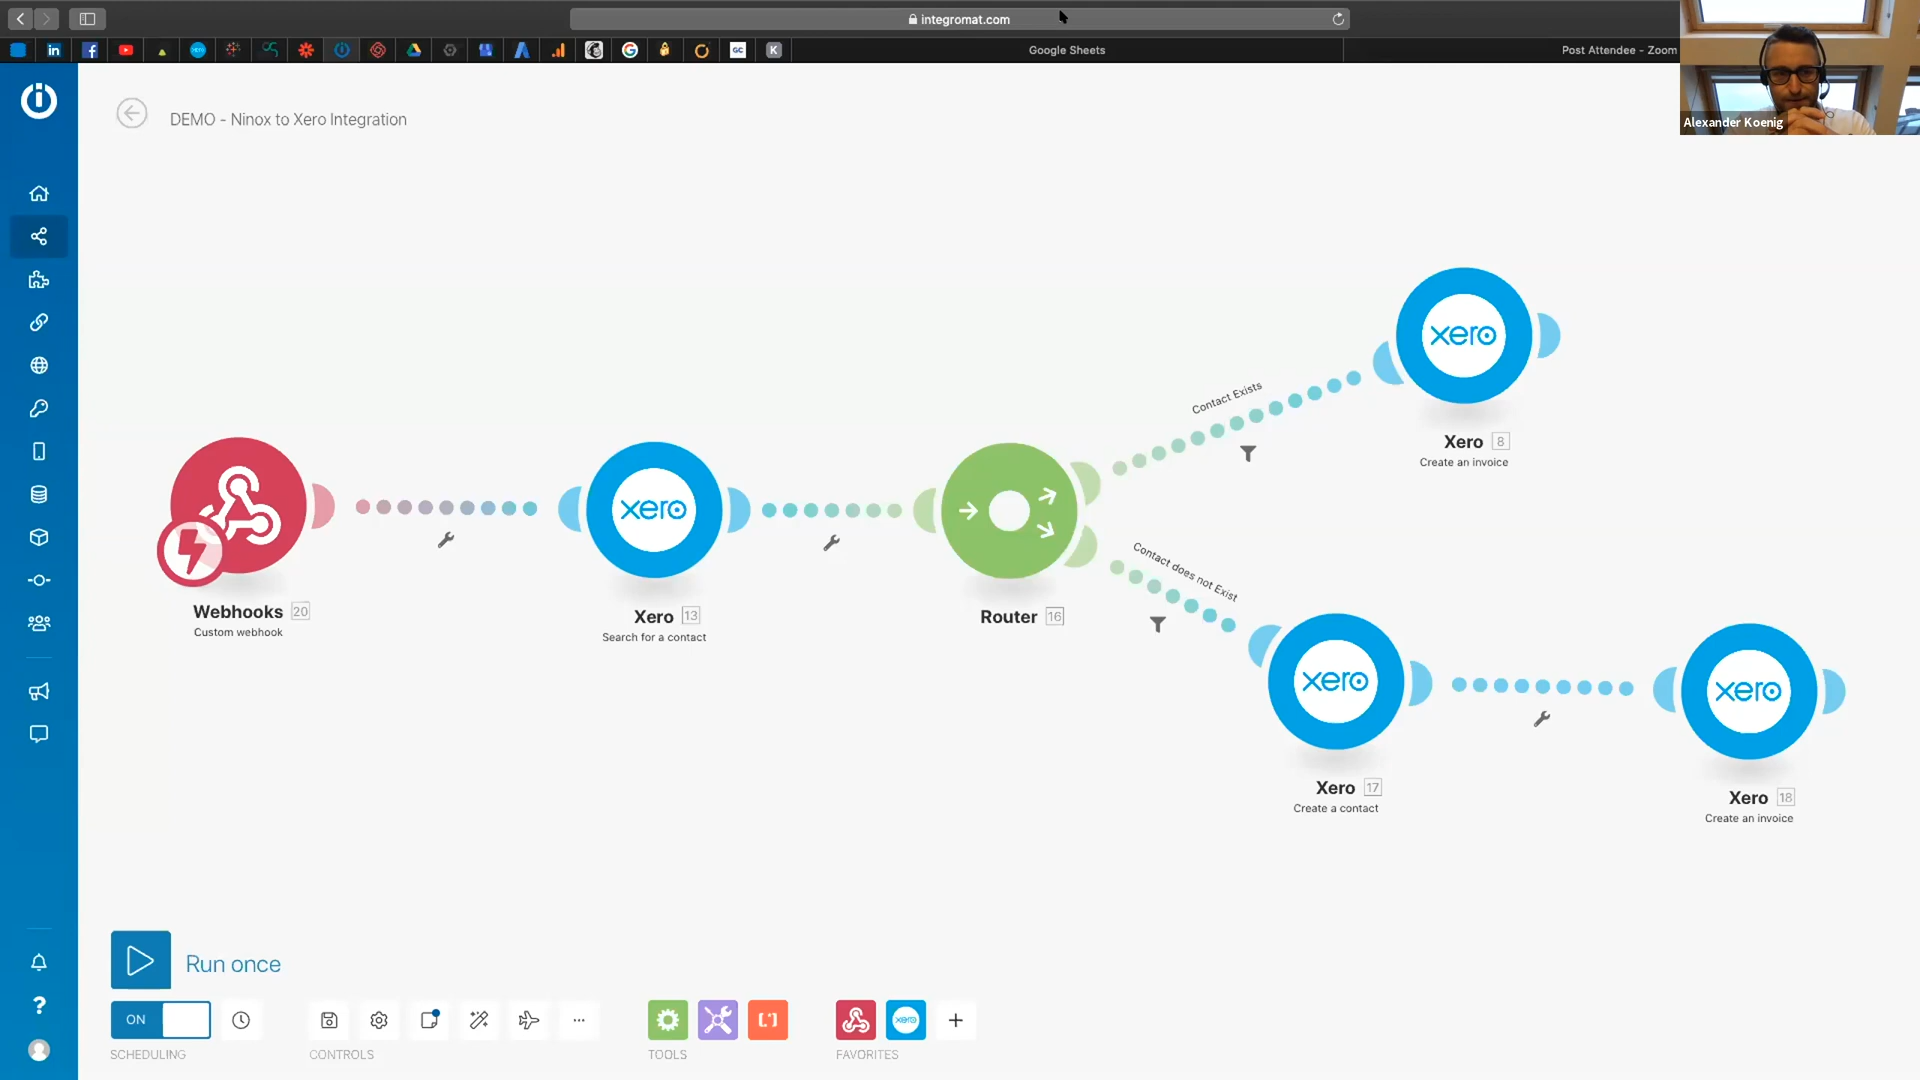 integromat.com
Google Sheets
Post Attendee - Zoom
GC
K
Alexander Koenig
DEMO - Ninox to Xero Integration
xero
Contact Exists
Xero 8
Create an invoice
xero
Contact does not Exist
Webhooks 20
Custom webhook
Xero 13
Search for a contact
Router 16
xero
xero
Xero 17
Create a contact
Xero 18
Create an invoice
Run once
ON
xero
SCHEDULING
CONTROLS
TOOLS
FAVORITES